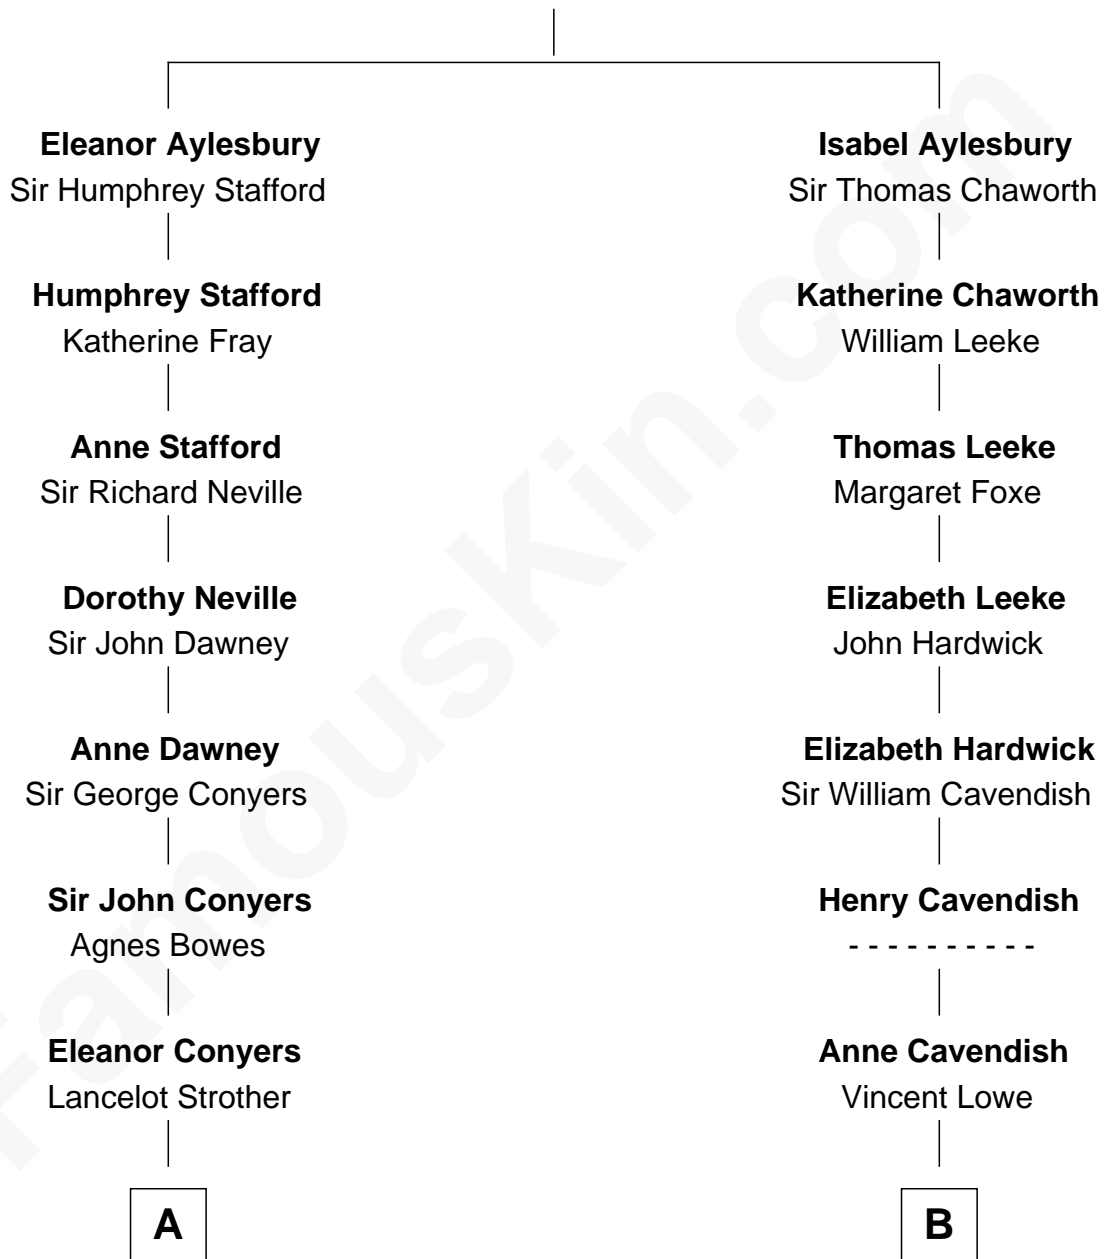 Eleanor Aylesbury
Sir Humphrey Stafford
Humphrey Stafford
Katherine Fray
Anne Stafford
Sir Richard Neville
Dorothy Neville
Sir John Dawney
Anne Dawney
Sir George Conyers
Sir John Conyers
Agnes Bowes
Eleanor Conyers
Lancelot Strother
A
Isabel Aylesbury
Sir Thomas Chaworth
Katherine Chaworth
William Leeke
Thomas Leeke
Margaret Foxe
Elizabeth Leeke
John Hardwick
Elizabeth Hardwick
Sir William Cavendish
Henry Cavendish
- - - - - - - - - -
Anne Cavendish
Vincent Lowe
B
FamousKin.com